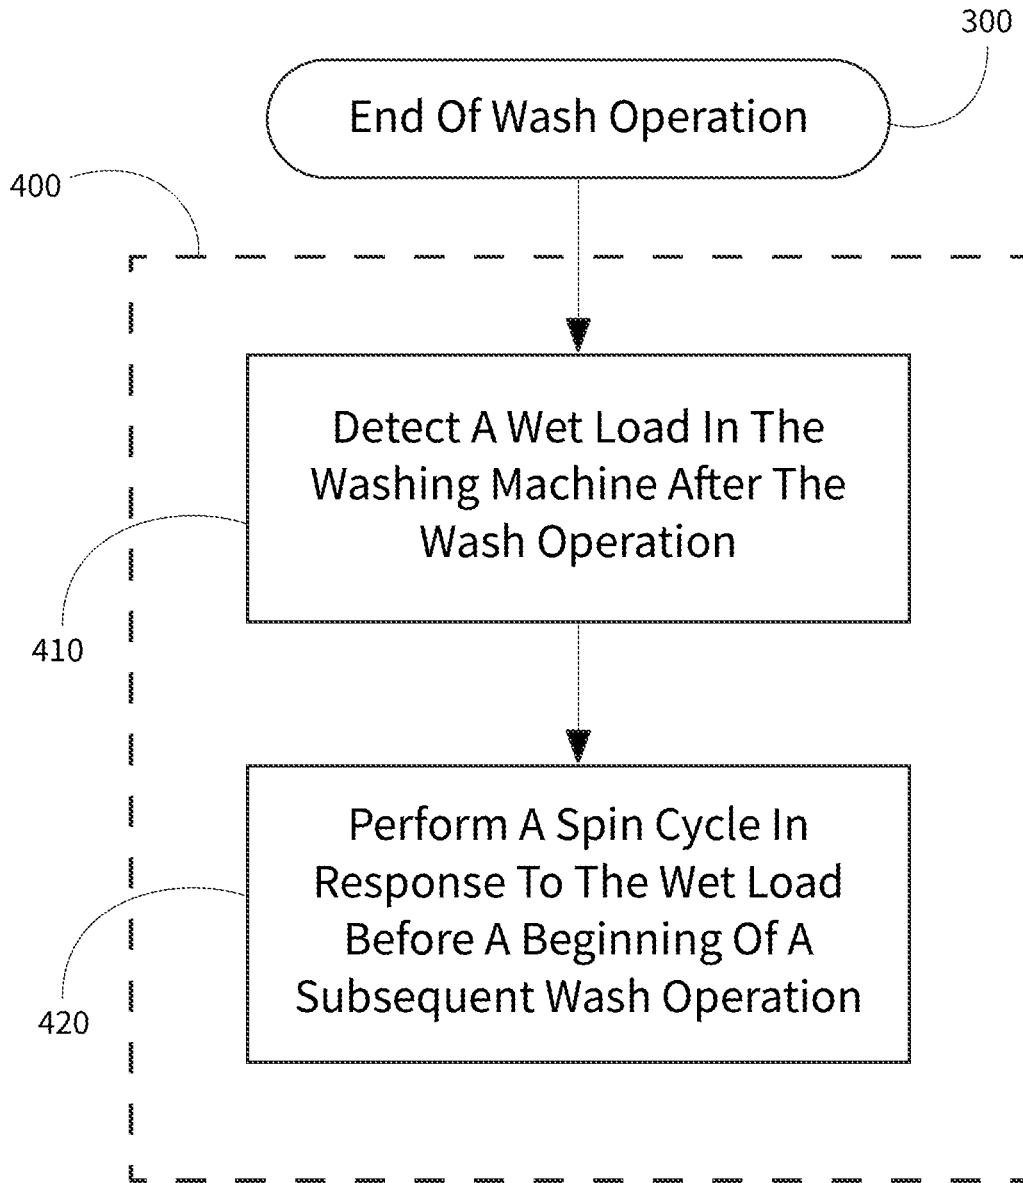 300
End Of Wash Operation
400
Detect A Wet Load In The
Washing Machine After The
Wash Operation
410
Perform A Spin Cycle In
Response To The Wet Load
Before A Beginning Of A
Subsequent Wash Operation
420